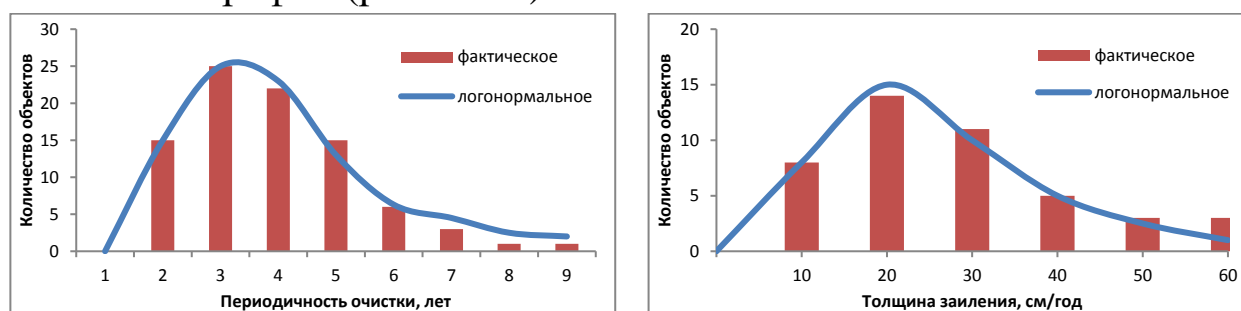 Количество объектов
30
25
20
15
10
5
0
фактическое
логонормальное
1 2 3 4 5 6 7 8 9
Периодичность очистки, лет
Количество объектов
20
15
10
5
0
фактическое
логонормальное
10 20 30 40 50 60
Толщина заиления, см/год